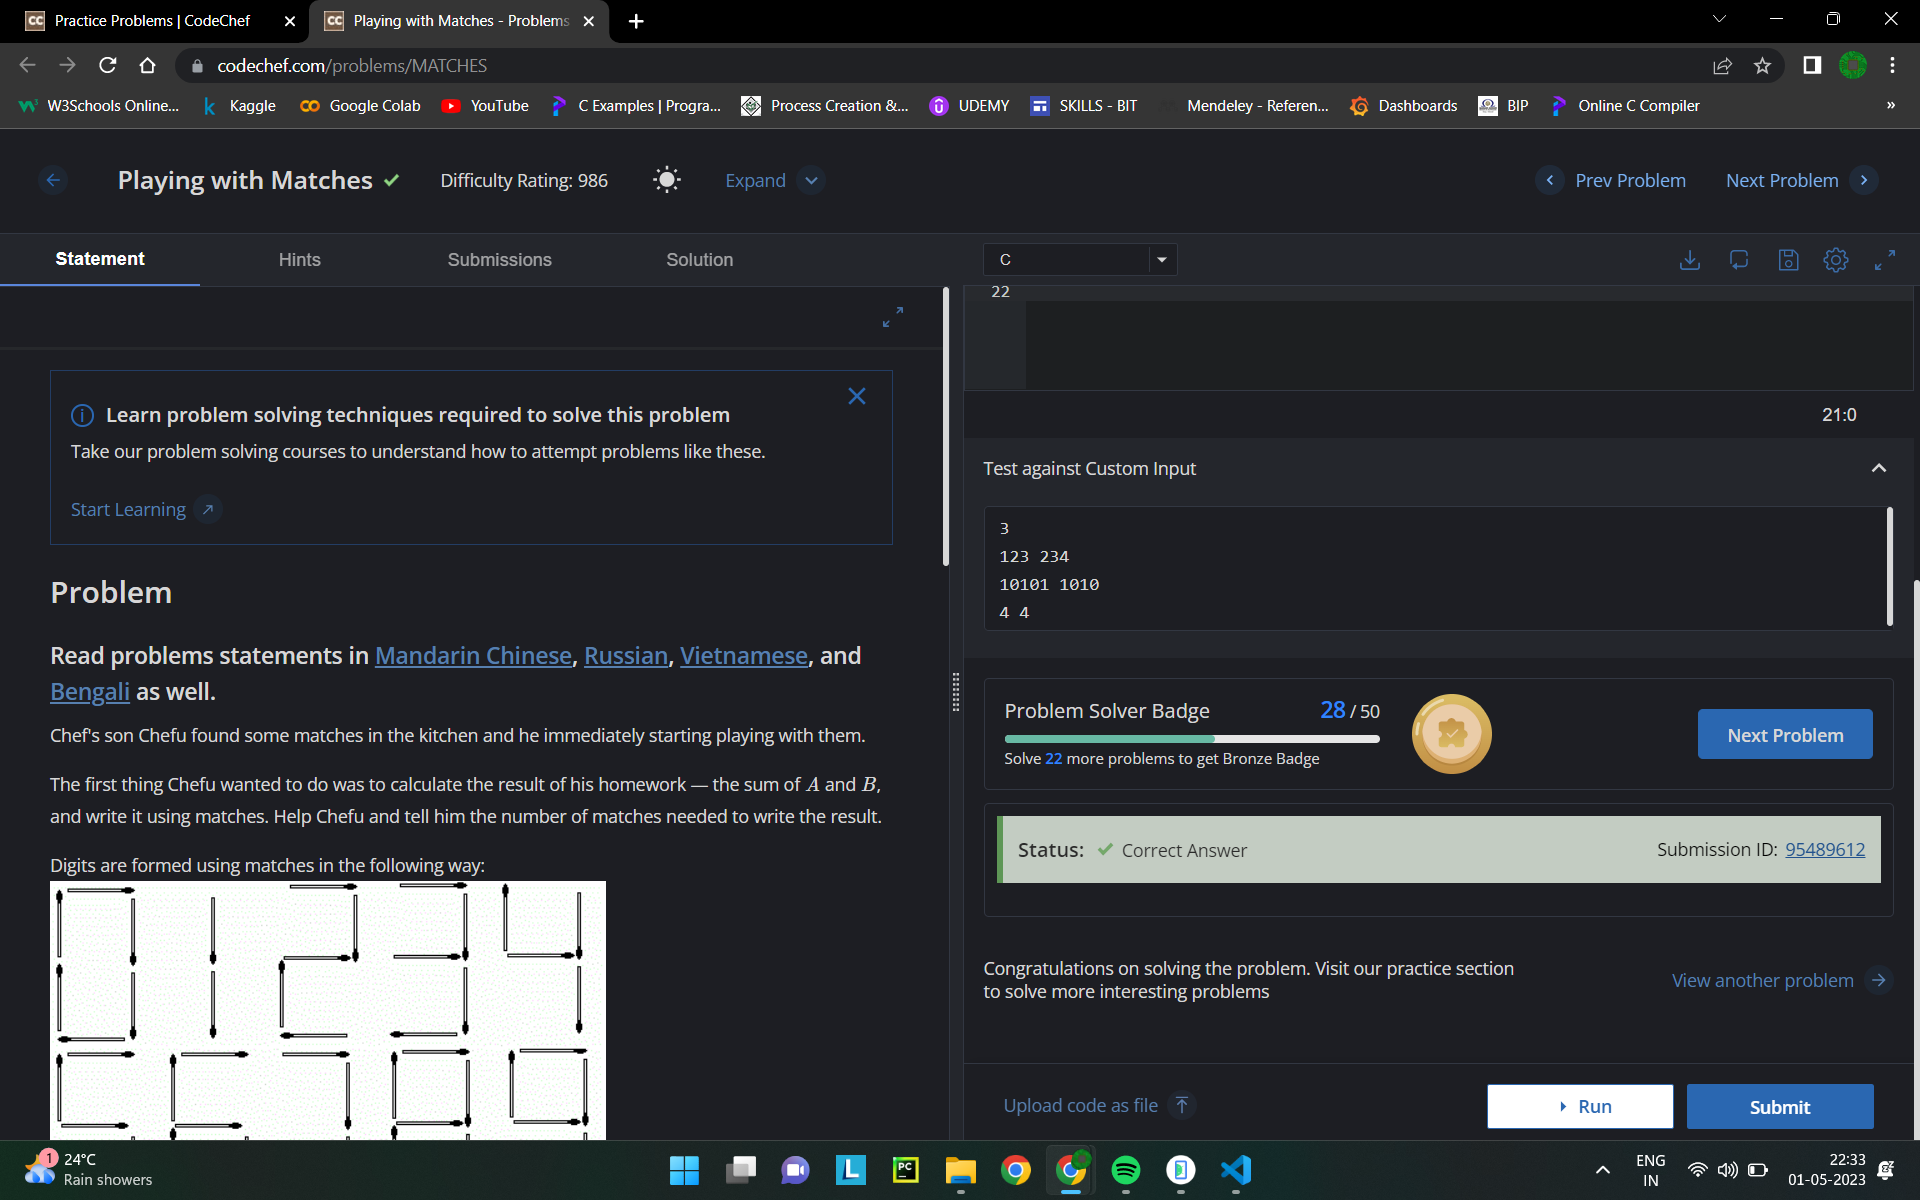 Practice Problems | CodeChef
Playing with Matches - Problems
codechef.com/problems/MATCHES
W3Schools Online...
Kaggle
Google Colab
YouTube
C Examples | Progra...
Process Creation &...
UDEMY
SKILLS - BIT
Mendeley - Referen...
Dashboards
BIP
Online C Compiler
»
Playing with Matches
Difficulty Rating: 986
Expand
Prev Problem
Next Problem
Statement
Hints
Submissions
Solution
C
22
21:0
Learn problem solving techniques required to solve this problem
Take our problem solving courses to understand how to attempt problems like these.
Start Learning
Problem
Read problems statements in Mandarin Chinese, Russian, Vietnamese, and
Bengali as well.
Chef's son Chefu found some matches in the kitchen and he immediately starting playing with them.
The first thing Chefu wanted to do was to calculate the result of his homework — the sum of A and B,
and write it using matches. Help Chefu and tell him the number of matches needed to write the result.
Digits are formed using matches in the following way:
Test against Custom Input
3
123 234
10101 1010
4 4
Problem Solver Badge
28 / 50
Solve 22 more problems to get Bronze Badge
Next Problem
Status:
Correct Answer
Submission ID: 95489612
Congratulations on solving the problem. Visit our practice section
to solve more interesting problems
View another problem
Upload code as file
Run
Submit
1
24°C
Rain showers
L
PC
ENG
IN
22:33
01-05-2023